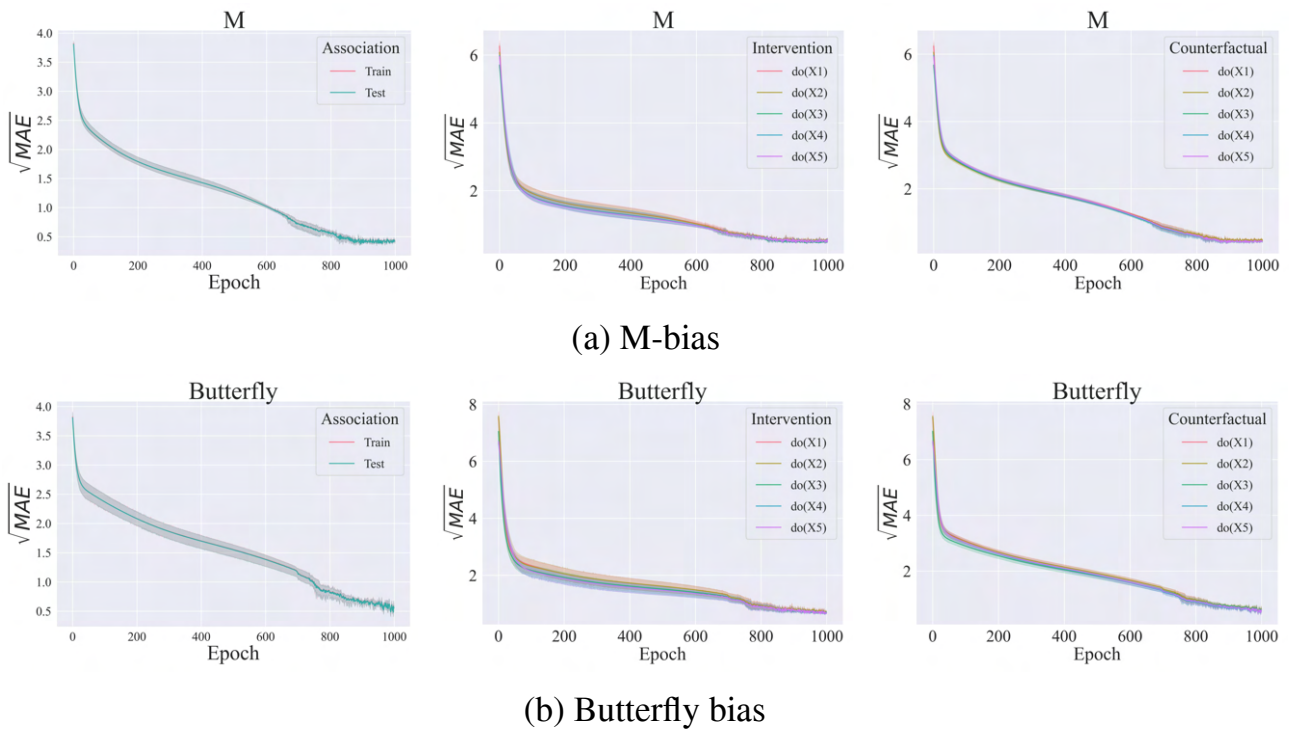 M
Association
Train
Test
√MAE
4.0
3.5
3.0
2.5
2.0
1.5
1.0
0.5
0 200 400 600 800 1000
Epoch
M
Intervention
do(X1)
do(X2)
do(X3)
do(X4)
do(X5)
√MAE
6
4
2
0 200 400 600 800 1000
Epoch
M
Counterfactual
do(X1)
do(X2)
do(X3)
do(X4)
do(X5)
√MAE
6
4
2
0 200 400 600 800 1000
Epoch
(a) M-bias
Butterfly
Association
Train
Test
√MAE
4.0
3.5
3.0
2.5
2.0
1.5
1.0
0.5
0 200 400 600 800 1000
Epoch
Butterfly
Intervention
do(X1)
do(X2)
do(X3)
do(X4)
do(X5)
√MAE
8
6
4
2
0 200 400 600 800 1000
Epoch
Butterfly
Counterfactual
do(X1)
do(X2)
do(X3)
do(X4)
do(X5)
√MAE
8
6
4
2
0 200 400 600 800 1000
Epoch
(b) Butterfly bias